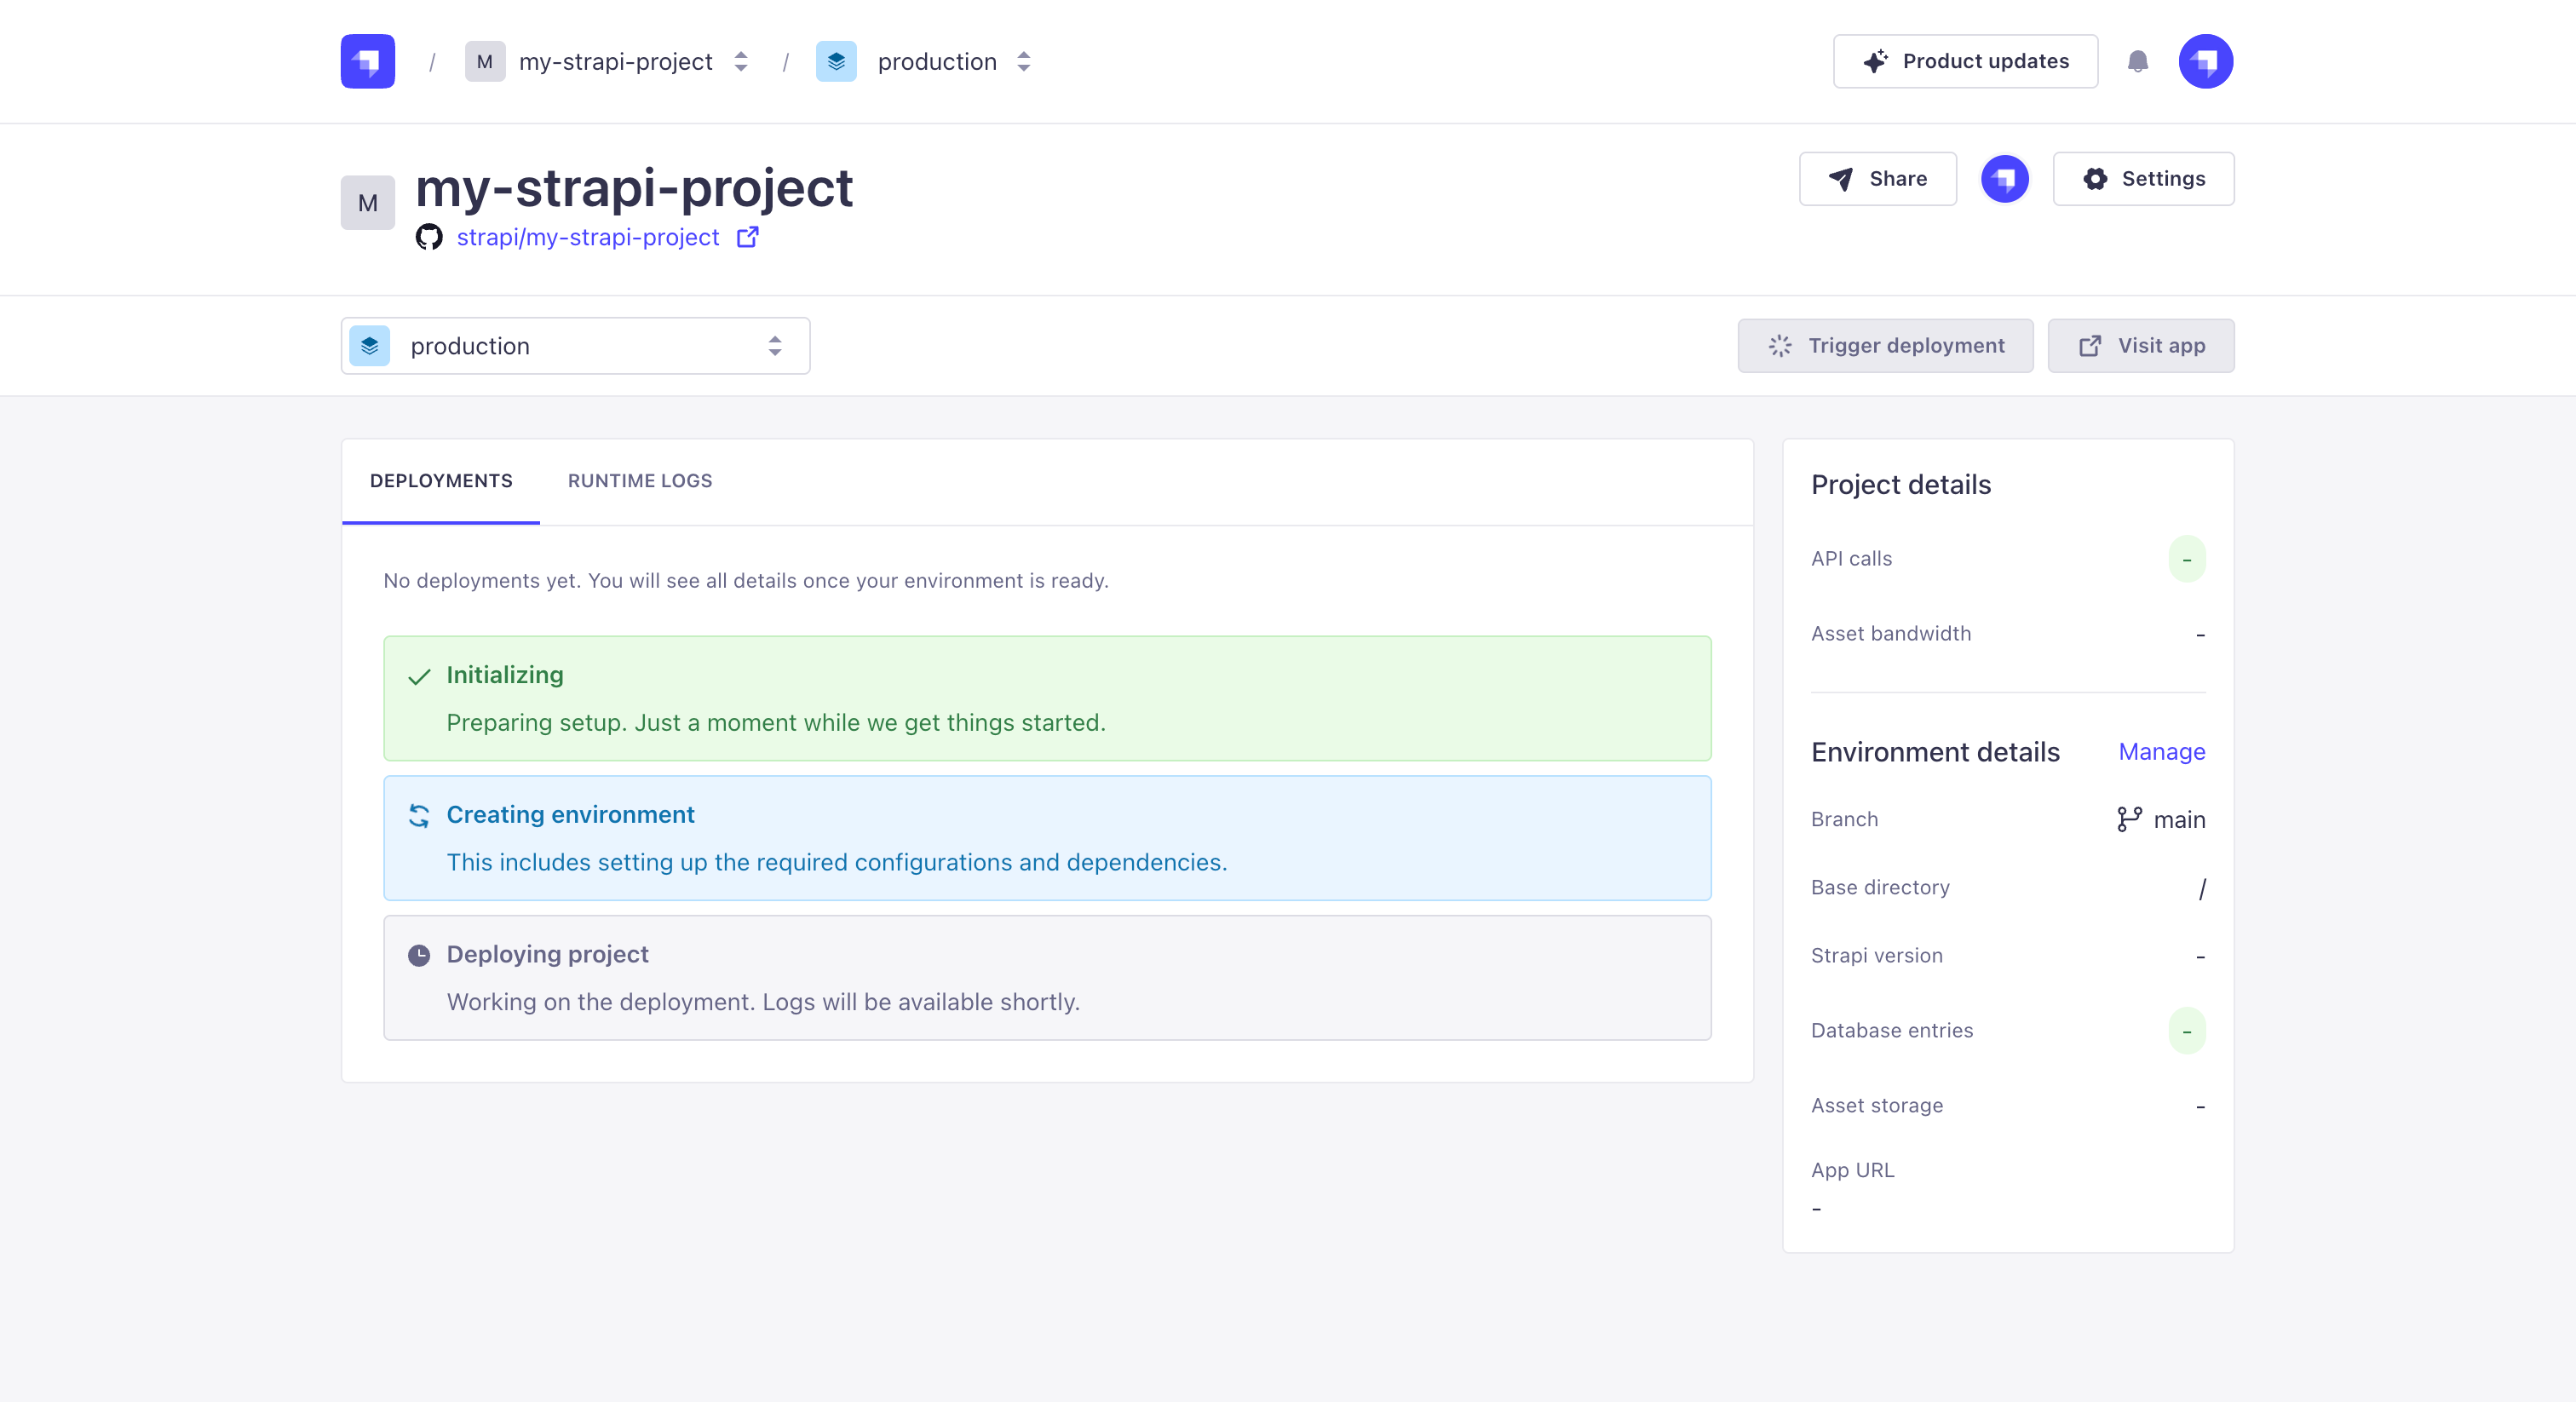 / M my-strapi-project / production Product updates
M my-strapi-project Share Settings
strapi/my-strapi-project
production Trigger deployment Visit app
DEPLOYMENTS RUNTIME LOGS
No deployments yet. You will see all details once your environment is ready.
Initializing
Preparing setup. Just a moment while we get things started.
Creating environment
This includes setting up the required configurations and dependencies.
Deploying project
Working on the deployment. Logs will be available shortly.
Project details
API calls -
Asset bandwidth -
Environment details Manage
Branch main
Base directory /
Strapi version -
Database entries -
Asset storage -
App URL
-